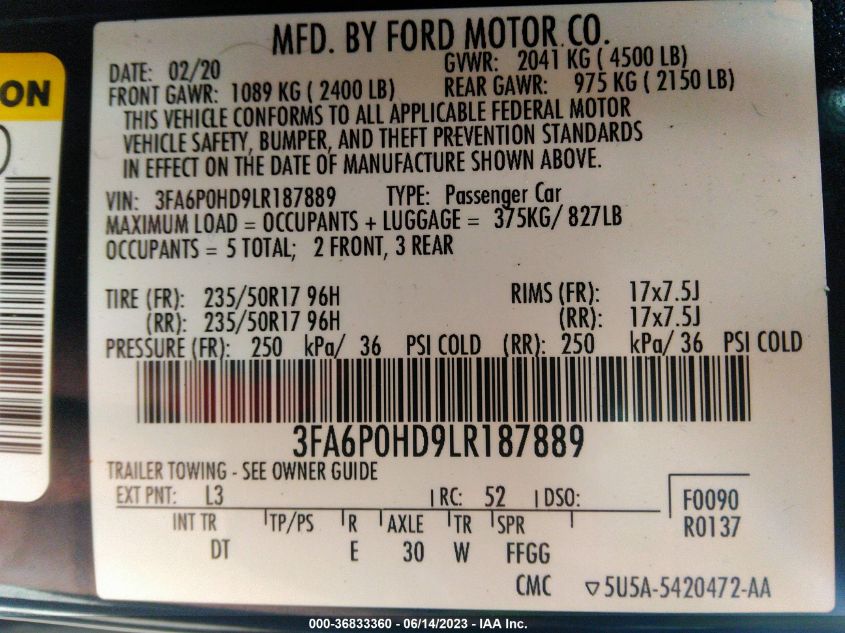 ON
MFD. BY FORD MOTOR CO.
DATE: 02/20 GVWR: 2041 KG ( 4500 LB)
FRONT GAWR: 1089 KG ( 2400 LB) REAR GAWR: 975 KG ( 2150 LB)
THIS VEHICLE CONFORMS TO ALL APPLICABLE FEDERAL MOTOR
VEHICLE SAFETY, BUMPER, AND THEFT PREVENTION STANDARDS
IN EFFECT ON THE DATE OF MANUFACTURE SHOWN ABOVE.
VIN: 3FA6P0HD9LR187889 TYPE: Passenger Car
MAXIMUM LOAD = OCCUPANTS + LUGGAGE = 375KG/ 827LB
OCCUPANTS = 5 TOTAL; 2 FRONT, 3 REAR
TIRE (FR): 235/50R17 96H RIMS (FR): 17x7.5J
(RR): 235/50R17 96H (RR): 17x7.5J
PRESSURE (FR): 250 kPa/ 36 PSI COLD (RR): 250 kPa/ 36 PSI COLD
3FA6P0HD9LR187889
TRAILER TOWING - SEE OWNER GUIDE
EXT PNT: L3 RC: 52 DSO: F0090
INT TR TP/PS R AXLE TR SPR R0137
DT E 30 W FFGG
CMC ▽5U5A-5420472-AA
000-36833360 - 06/14/2023 - IAA Inc.